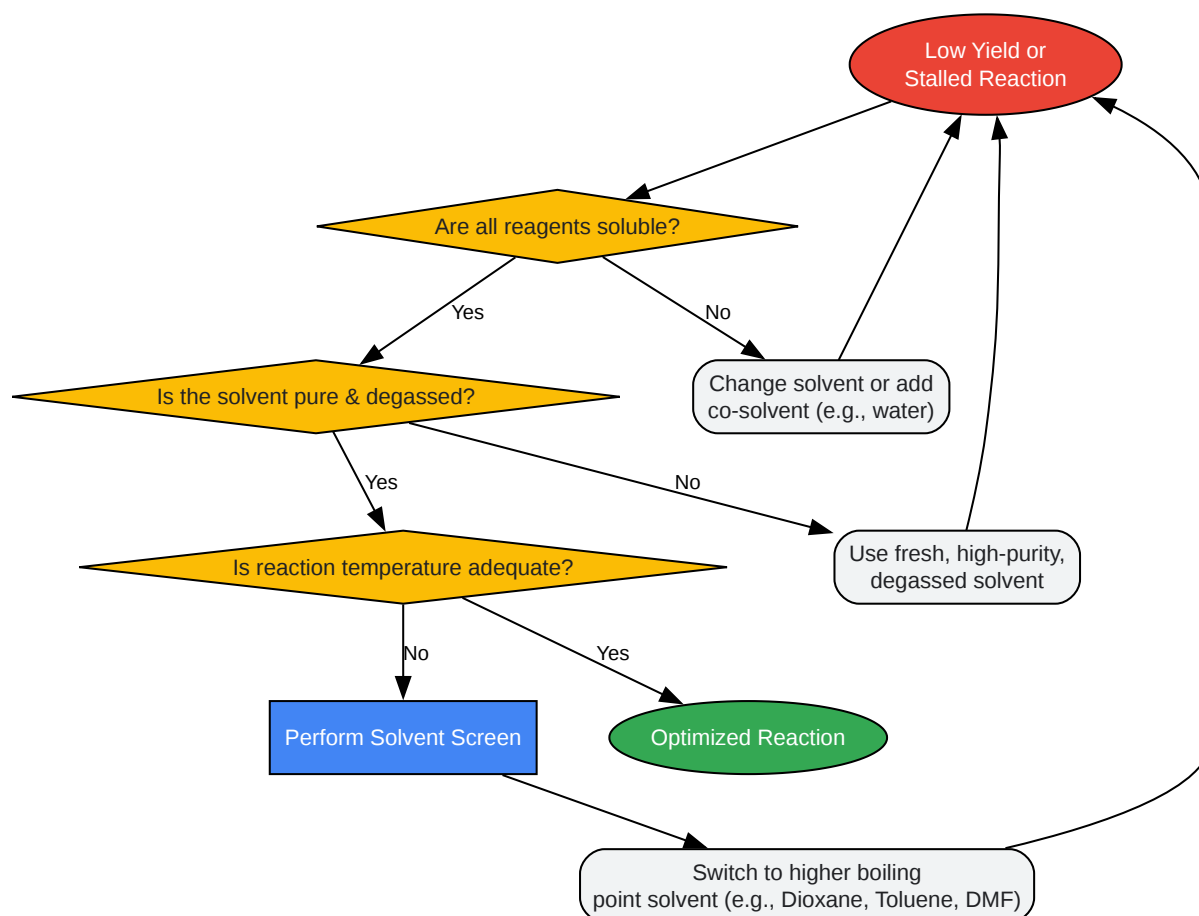 Low Yield or
Stalled Reaction
Are all reagents soluble?
Yes
No
Is the solvent pure & degassed?
Change solvent or add
co-solvent (e.g., water)
Yes
No
Is reaction temperature adequate?
Use fresh, high-purity,
degassed solvent
No
Yes
Perform Solvent Screen
Optimized Reaction
Switch to higher boiling
point solvent (e.g., Dioxane, Toluene, DMF)